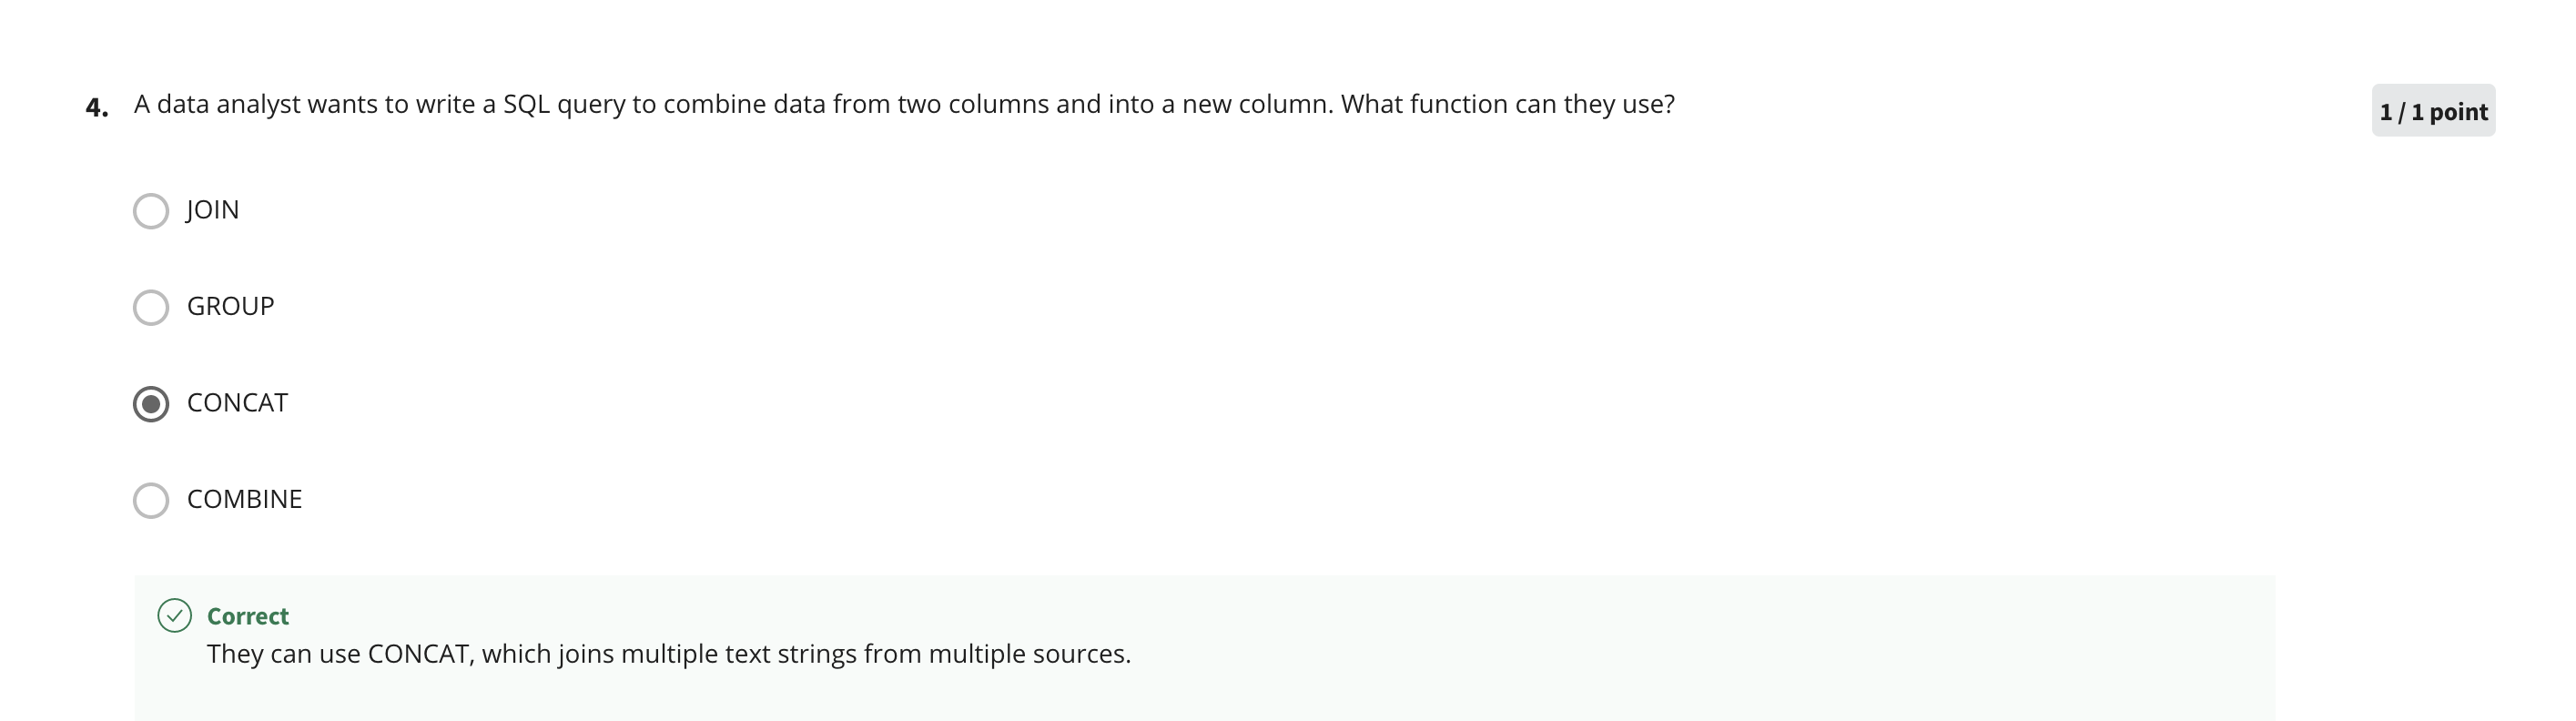 4. A data analyst wants to write a SQL query to combine data from two columns and into a new column. What function can they use?
1 / 1 point
JOIN
GROUP
CONCAT
COMBINE
Correct
They can use CONCAT, which joins multiple text strings from multiple sources.